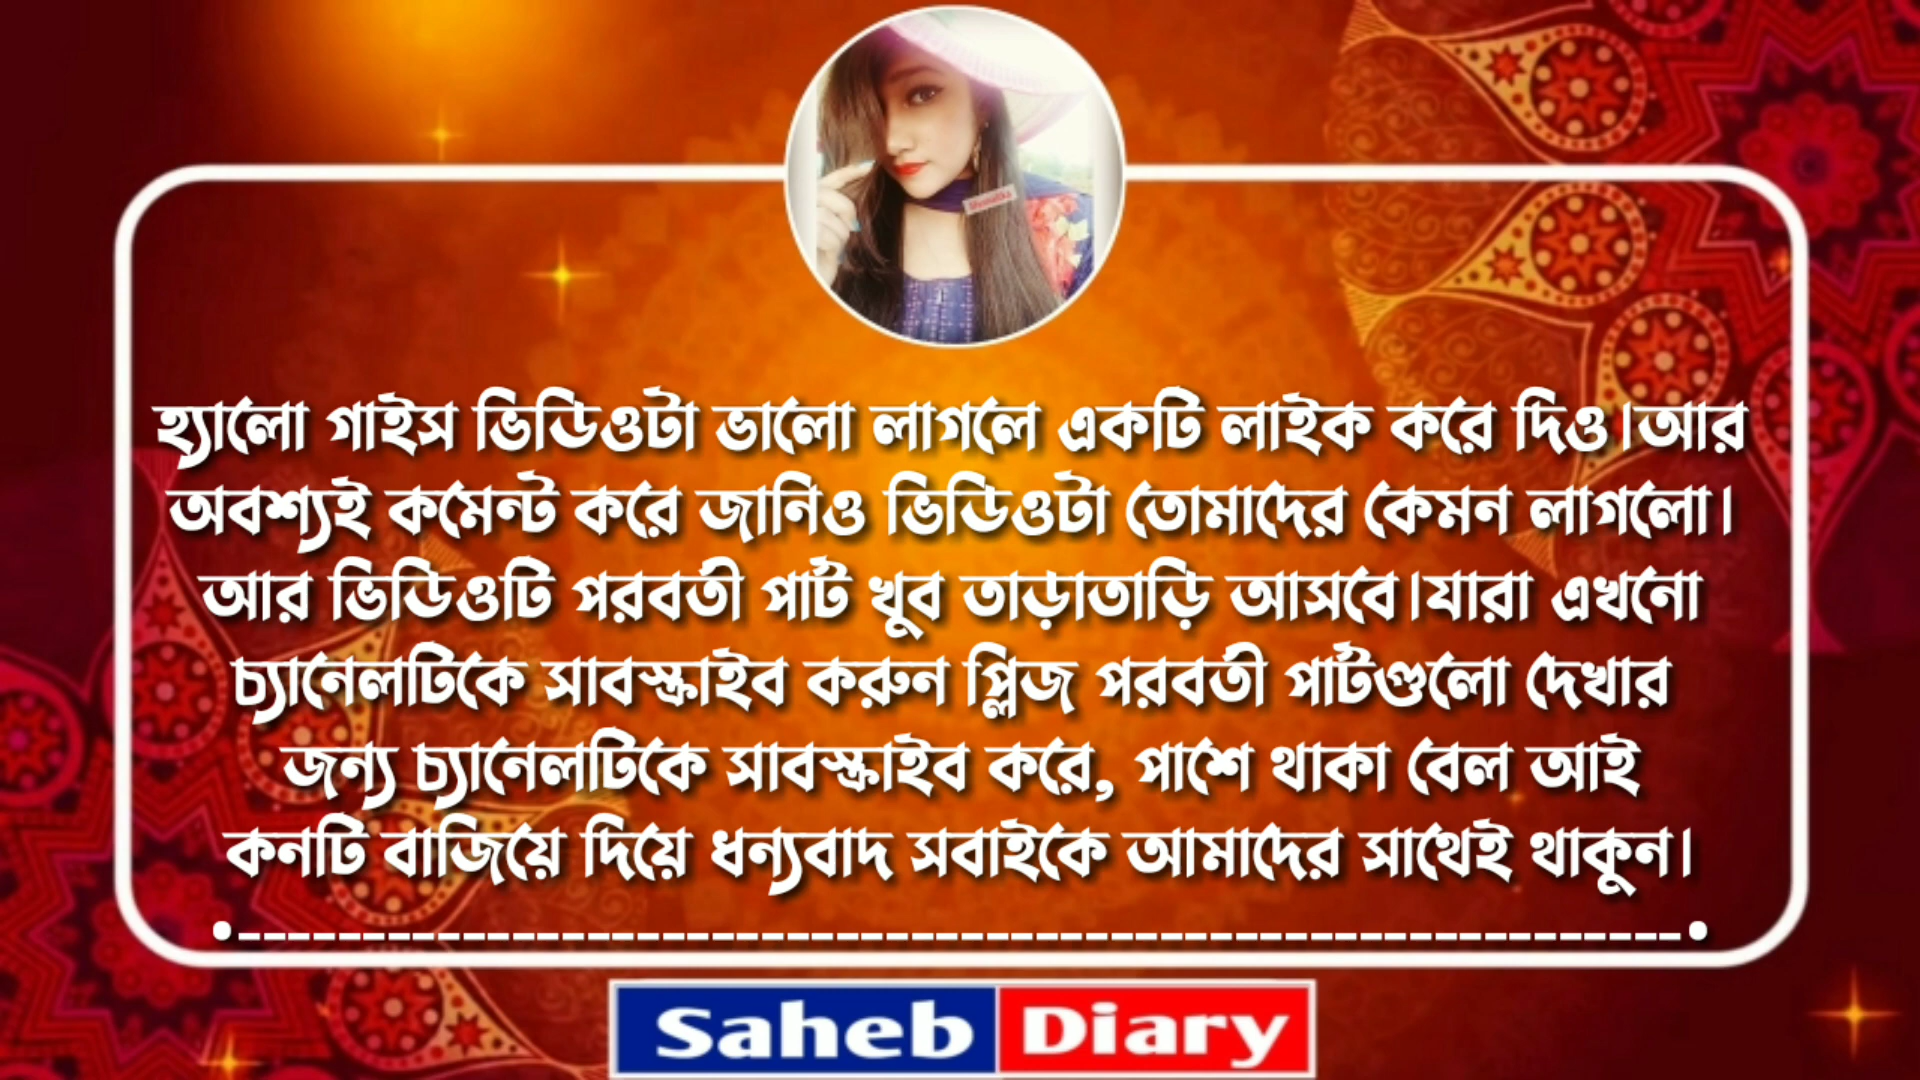 হ্যালো গাইস ভিডিওটা ভালো লাগলে একটি লাইক করে দিও।আর
অবশ্যই কমেন্ট করে জানিও ভিডিওটা তোমাদের কেমন লাগলো।
আর ভিডিওটি পরবর্তী পার্ট খুব তাড়াতাড়ি আসবে।যারা এখনো
চ্যানেলটিকে সাবস্ক্রাইব করুন প্লিজ পরবর্তী পার্টগুলো দেখার
জন্য চ্যানেলটিকে সাবস্ক্রাইব করে, পাশে থাকা বেল আই
কনটি বাজিয়ে দিয়ে ধন্যবাদ সবাইকে আমাদের সাথেই থাকুন।
Saheb Diary